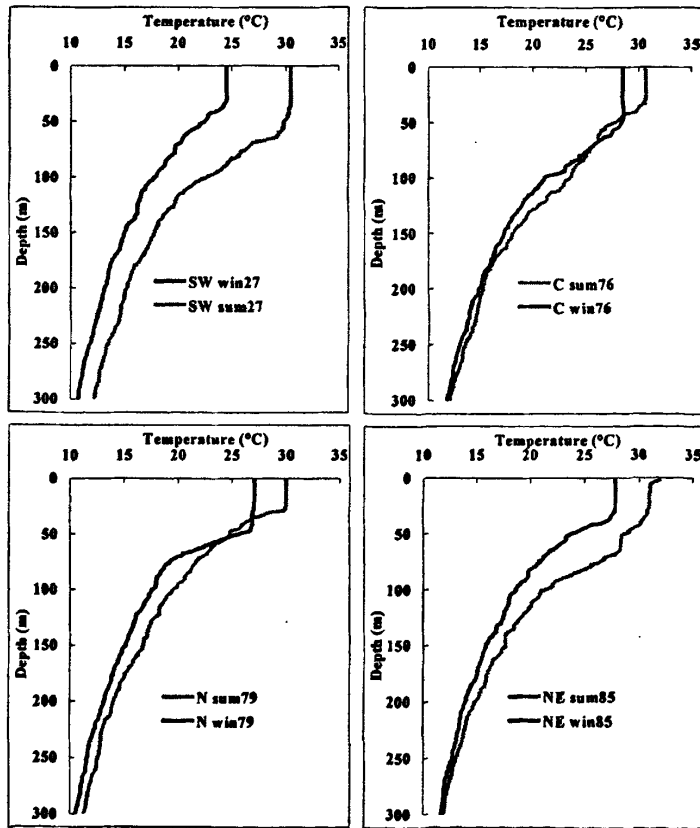 Temperature (°C)
10 15 20 25 30 35
0
50
100
150
200
250
300
Depth (m)
SW win27
SW sum27
Temperature (°C)
10 15 20 25 30 35
0
50
100
150
200
250
300
Depth (m)
C sum76
C win76
Temperature (°C)
10 15 20 25 30 35
0
50
100
150
200
250
300
Depth (m)
N sum79
N win79
Temperature (°C)
10 15 20 25 30 35
0
50
100
150
200
250
300
Depth (m)
NE sum85
NE win85